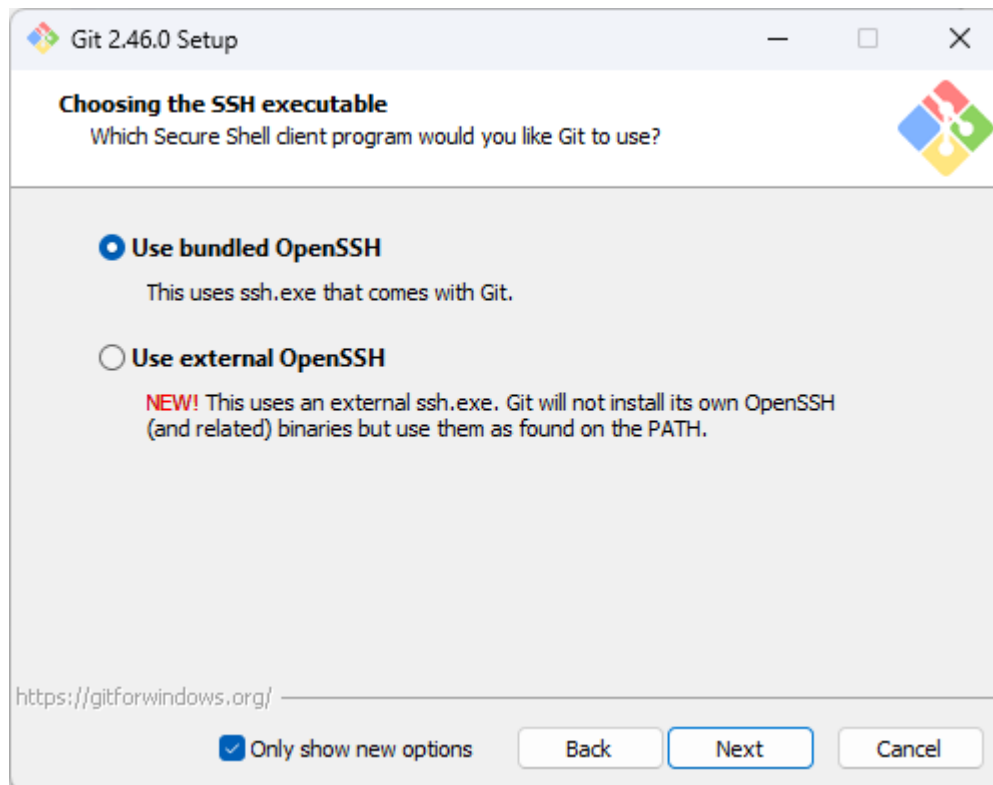 Git 2.46.0 Setup
Choosing the SSH executable
Which Secure Shell client program would you like Git to use?
Use bundled OpenSSH
This uses ssh.exe that comes with Git.
Use external OpenSSH
NEW! This uses an external ssh.exe. Git will not install its own OpenSSH
(and related) binaries but use them as found on the PATH.
https://gitforwindows.org/
Only show new options Back Next Cancel